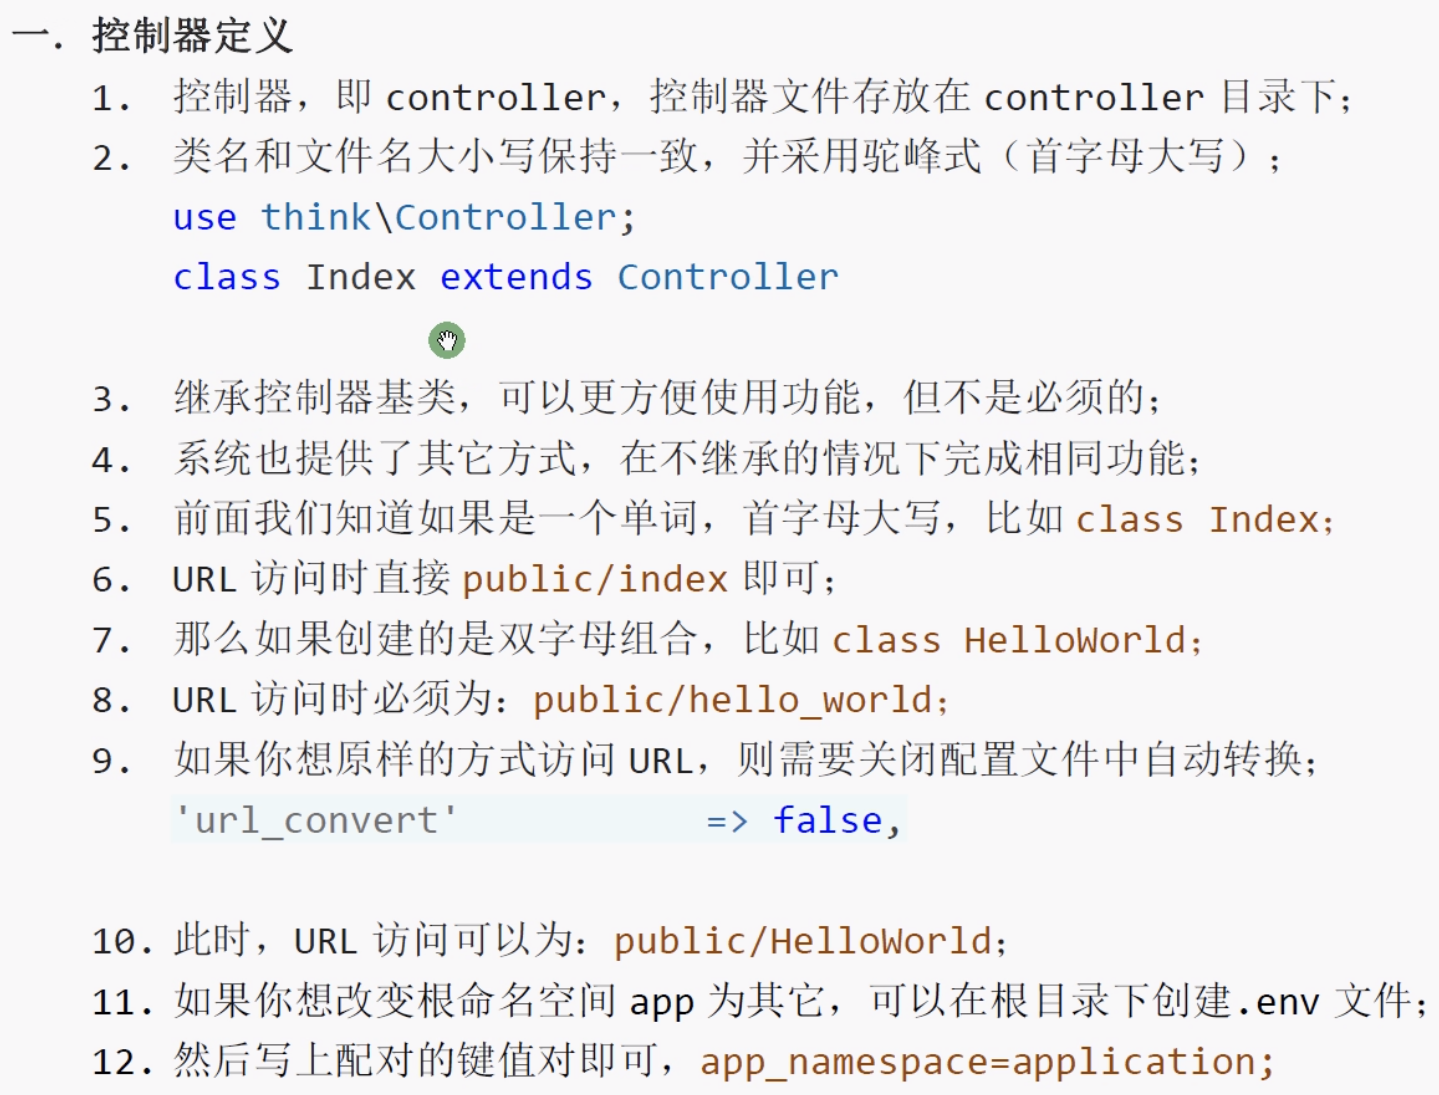 一. 控制器定义
1. 控制器，即 controller，控制器文件存放在 controller 目录下；
2. 类名和文件名大小写保持一致，并采用驼峰式（首字母大写）；
use think\Controller;
class Index extends Controller
3. 继承控制器基类，可以更方便使用功能，但不是必须的；
4. 系统也提供了其它方式，在不继承的情况下完成相同功能；
5. 前面我们知道如果是一个单词，首字母大写，比如 class Index；
6. URL 访问时直接 public/index 即可；
7. 那么如果创建的是双字母组合，比如 class HelloWorld；
8. URL 访问时必须为：public/hello_world；
9. 如果你想原样的方式访问 URL，则需要关闭配置文件中自动转换；
'url_convert' => false,
10. 此时，URL 访问可以为：public/HelloWorld；
11. 如果你想改变根命名空间 app 为其它，可以在根目录下创建.env 文件；
12. 然后写上配对的键值对即可，app_namespace=application;